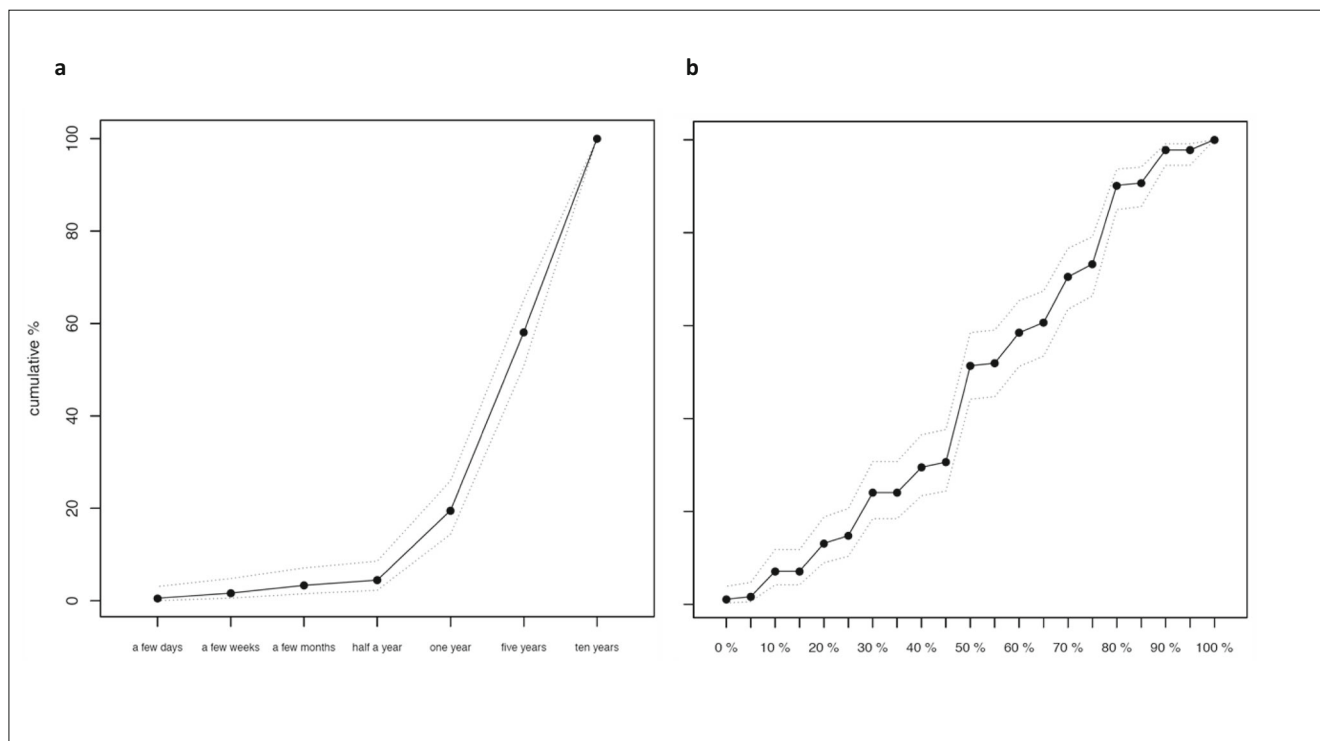 a
b
100
80
60
40
20
0
cumulative %
a few days a few weeks a few months half a year one year five years ten years
0 % 10 % 20 % 30 % 40 % 50 % 60 % 70 % 80 % 90 % 100 %